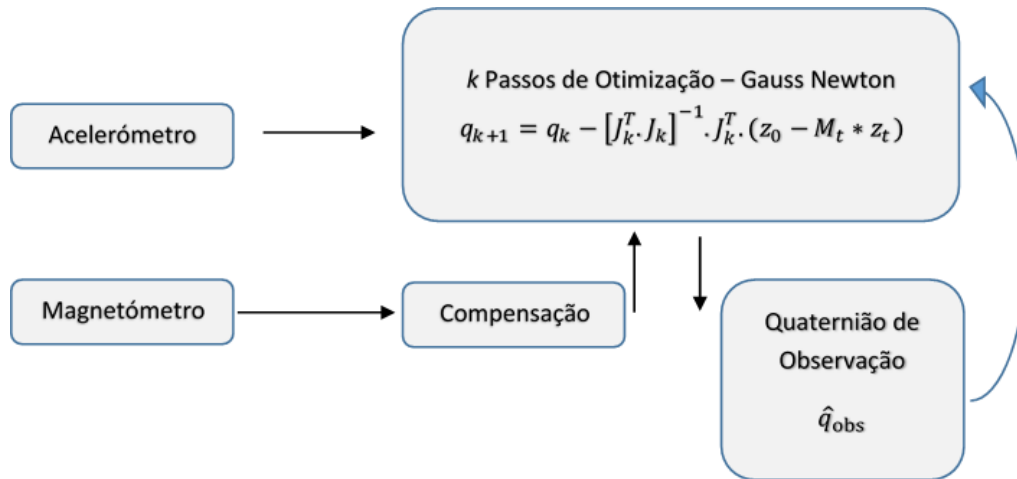 k Passos de Otimização – Gauss Newton
Acelerómetro
q_{k+1} = q_k − [J_k^T. J_k]^{−1}. J_k^T. (z_0 − M_t * z_t)
Magnetómetro
Compensação
Quaternião de
Observação
q̂_obs